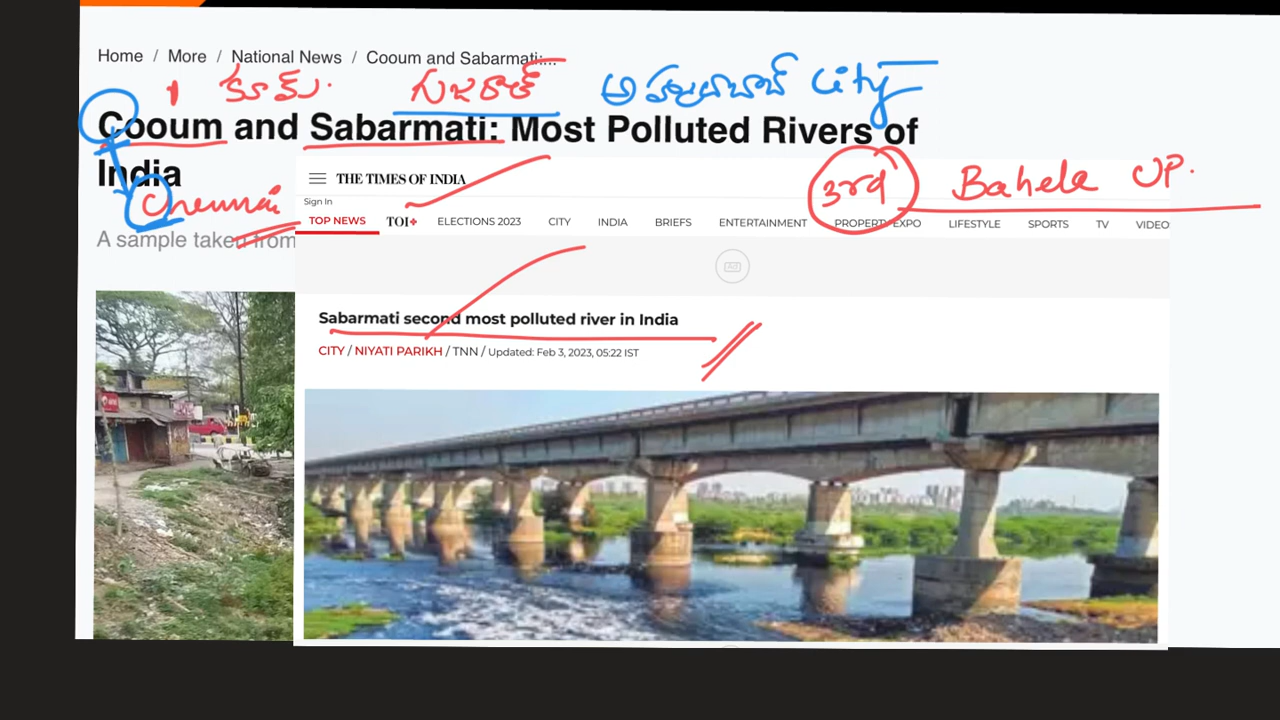 Home / More / National News / Cooum and Sabarmati:...
1 కూమ్ గుజరాత్ అహ్మదాబాద్ City
Cooum and Sabarmati: Most Polluted Rivers of
India
Chennai
3rd Bahela UP.
A sample taken from
THE TIMES OF INDIA
Sign In
TOP NEWS TOI+ ELECTIONS 2023 CITY INDIA BRIEFS ENTERTAINMENT PROPERTY EXPO LIFESTYLE SPORTS TV VIDEO
Ad
Sabarmati second most polluted river in India
CITY / NIYATI PARIKH / TNN / Updated: Feb 3, 2023, 05:22 IST